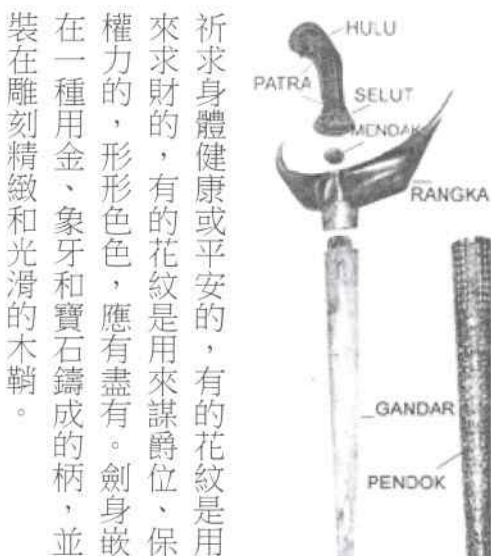 祈求身體健康或平安的，有的花紋是用
來求財的，有的花紋是用來謀爵位、保
權力的，形形色色，應有盡有。劍身嵌
在一種用金、象牙和寶石鑄成的柄，並
裝在雕刻精緻和光滑的木鞘。
HULU
PATRA
SELUT
MENDAK
RANGKA
GANDAR
PENDOK